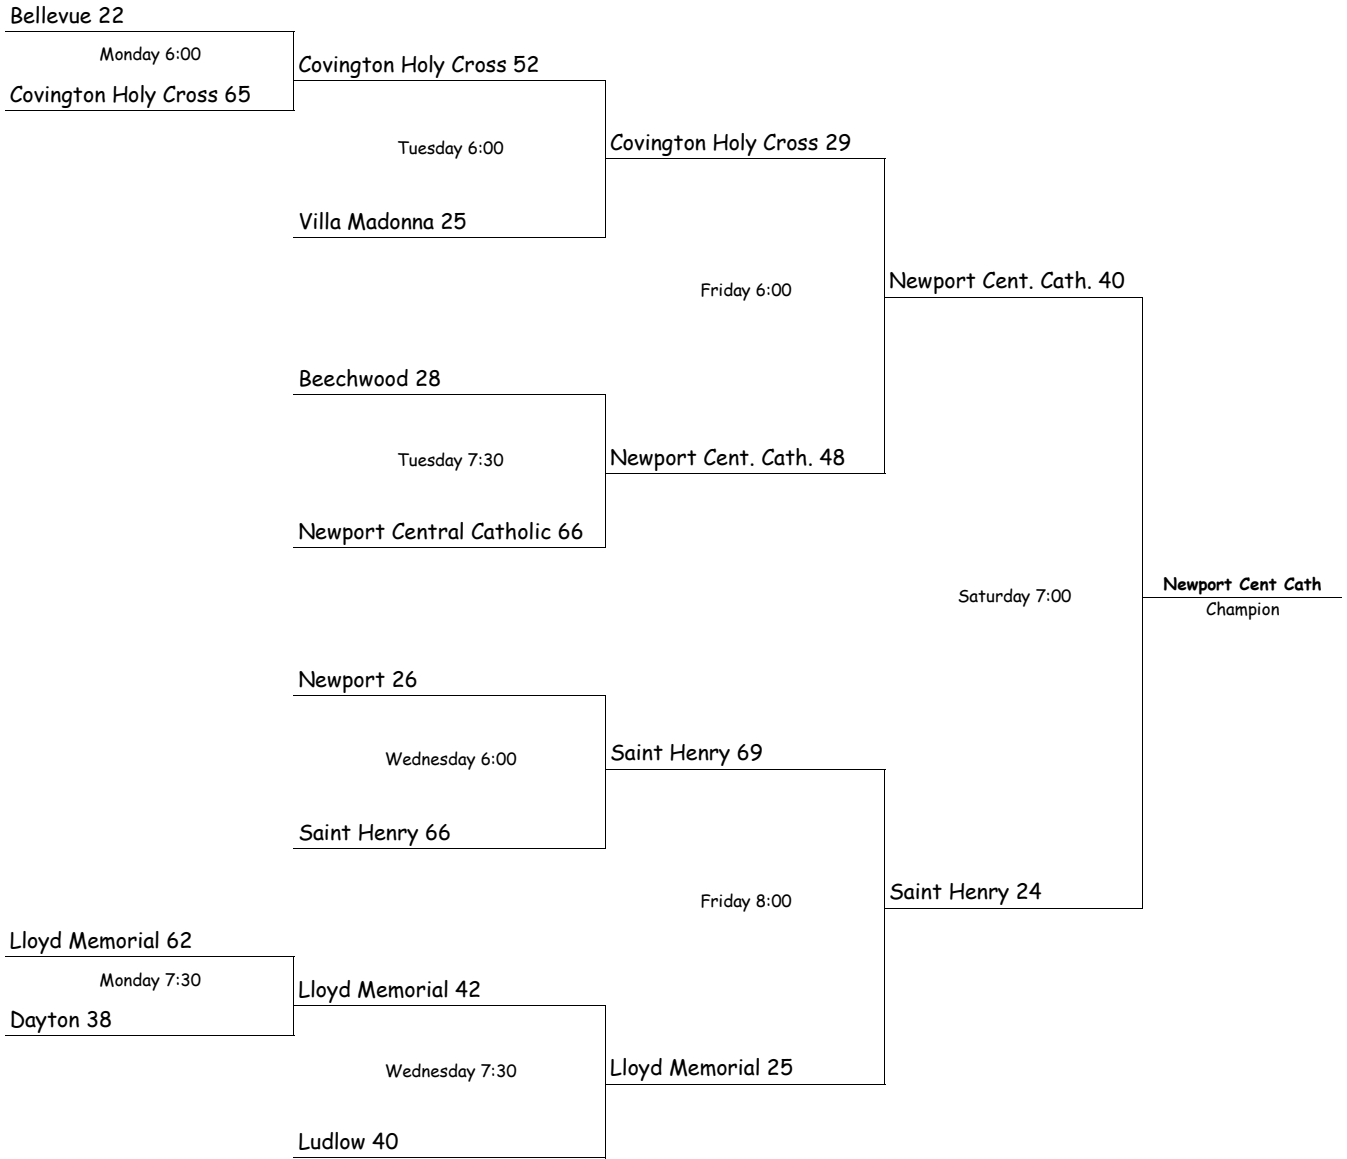 Bellevue 22
Monday 6:00
Covington Holy Cross 52
Covington Holy Cross 65
Tuesday 6:00
Covington Holy Cross 29
Villa Madonna 25
Friday 6:00
Newport Cent. Cath. 40
Beechwood 28
Tuesday 7:30
Newport Cent. Cath. 48
Newport Central Catholic 66
Saturday 7:00
Newport Cent Cath
Champion
Newport 26
Wednesday 6:00
Saint Henry 69
Saint Henry 66
Friday 8:00
Saint Henry 24
Lloyd Memorial 62
Monday 7:30
Lloyd Memorial 42
Dayton 38
Wednesday 7:30
Lloyd Memorial 25
Ludlow 40